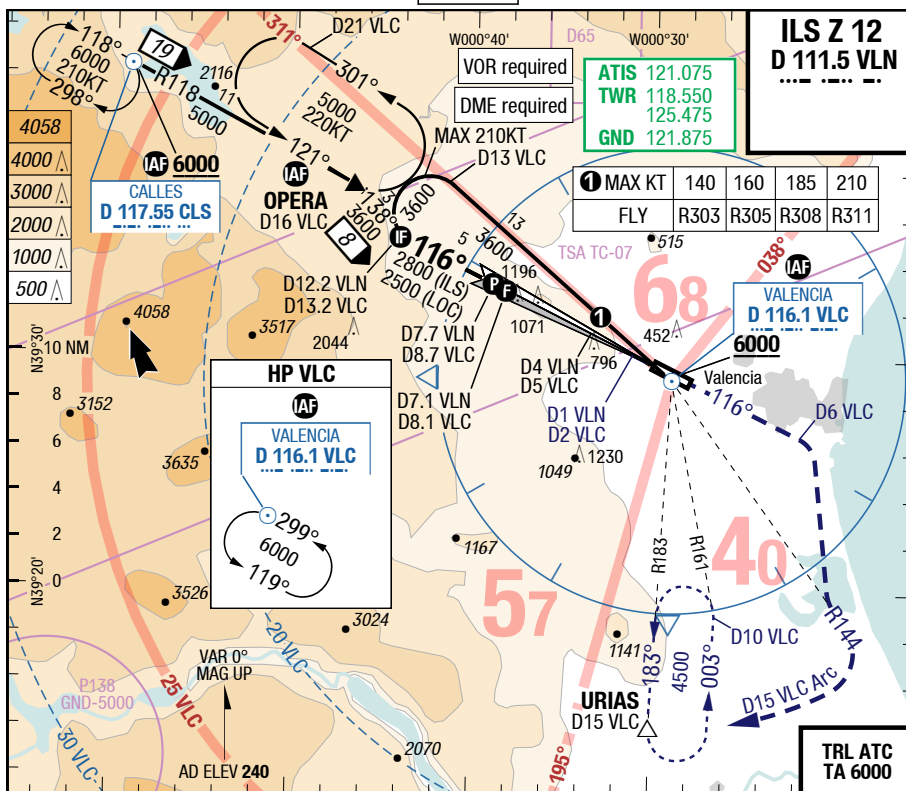 ILS Z 12
D 111.5 VLN
D21 VLC
W000°40'
D65
W000°30'
VOR required
DME required
ATIS 121.075
TWR 118.550
125.475
GND 121.875
118°
6000
210KT
298°
19
R118
5000
2116
11
311°
301°
5000
220KT
MAX 210KT
D13 VLC
4058
4000
3000
2000
1000
500
IAF 6000
CALLES
D 117.55 CLS
121°
IAF
OPERA
D16 VLC
138°
3600
3
3600
8
IF
116°
2800 (ILS)
2500 (LOC)
5
3600
13
1 MAX KT 140 160 185 210
FLY R303 R305 R308 R311
TSA TC-07
515
038°
68
IAF
VALENCIA
D 116.1 VLC
6000
D12.2 VLN
D13.2 VLC
1196
P
F
1071
1
452
796
D7.7 VLN
D8.7 VLC
D4 VLN
D5 VLC
D7.1 VLN
D8.1 VLC
D1 VLN
D2 VLC
Valencia
116°
D6 VLC
4058
3517
2044
N39°30'
10 NM
8
6
4
2
0
N39°20'
3152
3635
HP VLC
IAF
VALENCIA
D 116.1 VLC
299°
6000
119°
1049
1230
1167
57
40
R183
R161
R144
D10 VLC
183°
4500
003°
1141
URIAS
D15 VLC
D15 VLC Arc
195°
3526
3024
2070
20 VLC
25 VLC
30 VLC
P138
GND-5000
VAR 0°
MAG UP
AD ELEV 240
TRL ATC
TA 6000